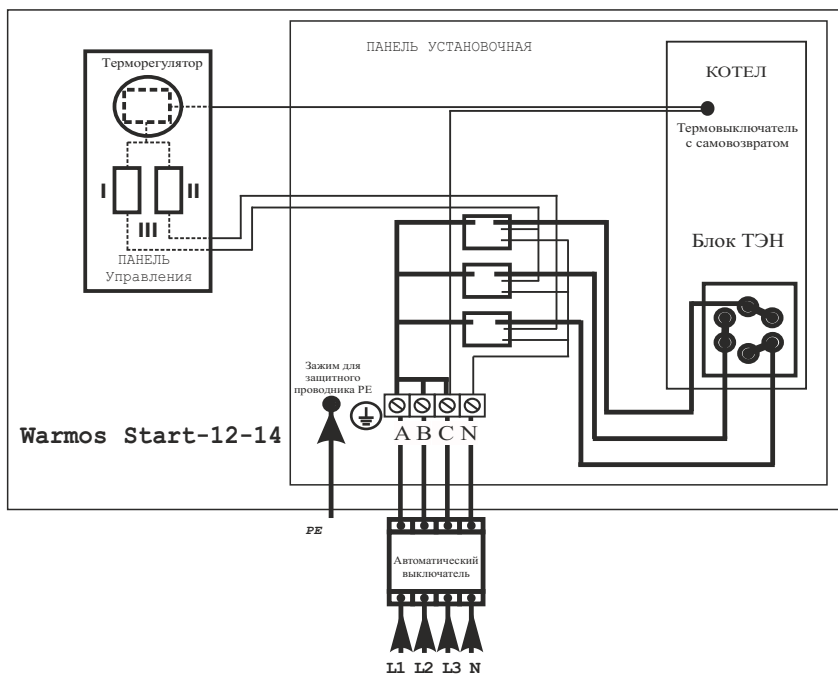 ПАНЕЛЬ УСТАНОВОЧНАЯ
Терморегулятор
I
II
III
ПАНЕЛЬ
Управления
КОТЕЛ
Термовыключатель
с самовозвратом
Блок ТЭН
Зажим для
защитного
проводника PE
Warmos Start-12-14
A B C N
PE
Автоматический
выключатель
L1 L2 L3 N